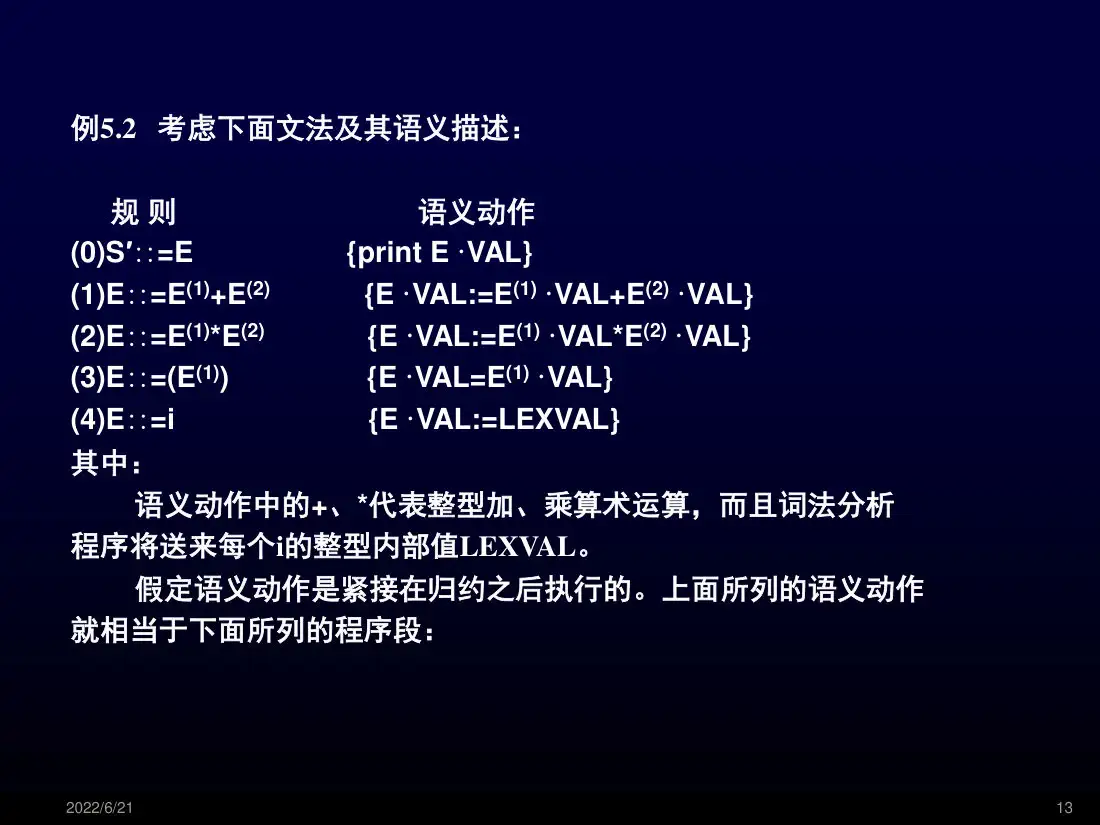 例5.2 考虑下面文法及其语义描述：
规 则 语义动作
(0)S′∷=E {print E ·VAL}
(1)E∷=E(1)+E(2) {E ·VAL:=E(1) ·VAL+E(2) ·VAL}
(2)E∷=E(1)*E(2) {E ·VAL:=E(1) ·VAL*E(2) ·VAL}
(3)E∷=(E(1)) {E ·VAL=E(1) ·VAL}
(4)E∷=i {E ·VAL:=LEXVAL}
其中：
语义动作中的+、*代表整型加、乘算术运算，而且词法分析
程序将送来每个i的整型内部值LEXVAL。
假定语义动作是紧接在归约之后执行的。上面所列的语义动作
就相当于下面所列的程序段：
2022/6/21 13